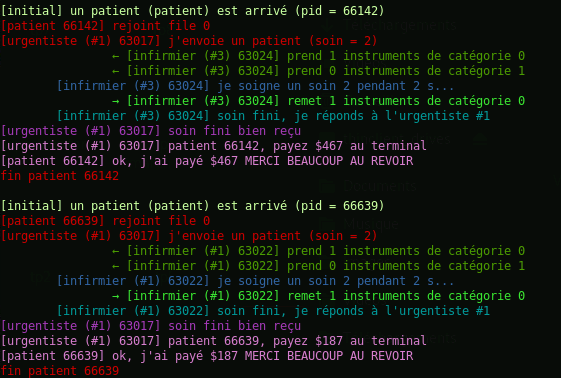 [initial] un patient (patient) est arrivé (pid = 66142)
[patient 66142] rejoint file 0
[urgentiste (#1) 63017] j'envoie un patient (soin = 2)
← [infirmier (#3) 63024] prend 1 instruments de catégorie 0
← [infirmier (#3) 63024] prend 0 instruments de catégorie 1
[infirmier (#3) 63024] je soigne un soin 2 pendant 2 s...
→ [infirmier (#3) 63024] remet 1 instruments de catégorie 0
[infirmier (#3) 63024] soin fini, je réponds à l'urgentiste #1
[urgentiste (#1) 63017] soin fini bien reçu
[urgentiste (#1) 63017] patient 66142, payez $467 au terminal
[patient 66142] ok, j'ai payé $467 MERCI BEAUCOUP AU REVOIR
fin patient 66142
[initial] un patient (patient) est arrivé (pid = 66639)
[patient 66639] rejoint file 0
[urgentiste (#1) 63017] j'envoie un patient (soin = 2)
← [infirmier (#1) 63022] prend 1 instruments de catégorie 0
← [infirmier (#1) 63022] prend 0 instruments de catégorie 1
[infirmier (#1) 63022] je soigne un soin 2 pendant 2 s...
→ [infirmier (#1) 63022] remet 1 instruments de catégorie 0
[infirmier (#1) 63022] soin fini, je réponds à l'urgentiste #1
[urgentiste (#1) 63017] soin fini bien reçu
[urgentiste (#1) 63017] patient 66639, payez $187 au terminal
[patient 66639] ok, j'ai payé $187 MERCI BEAUCOUP AU REVOIR
fin patient 66639